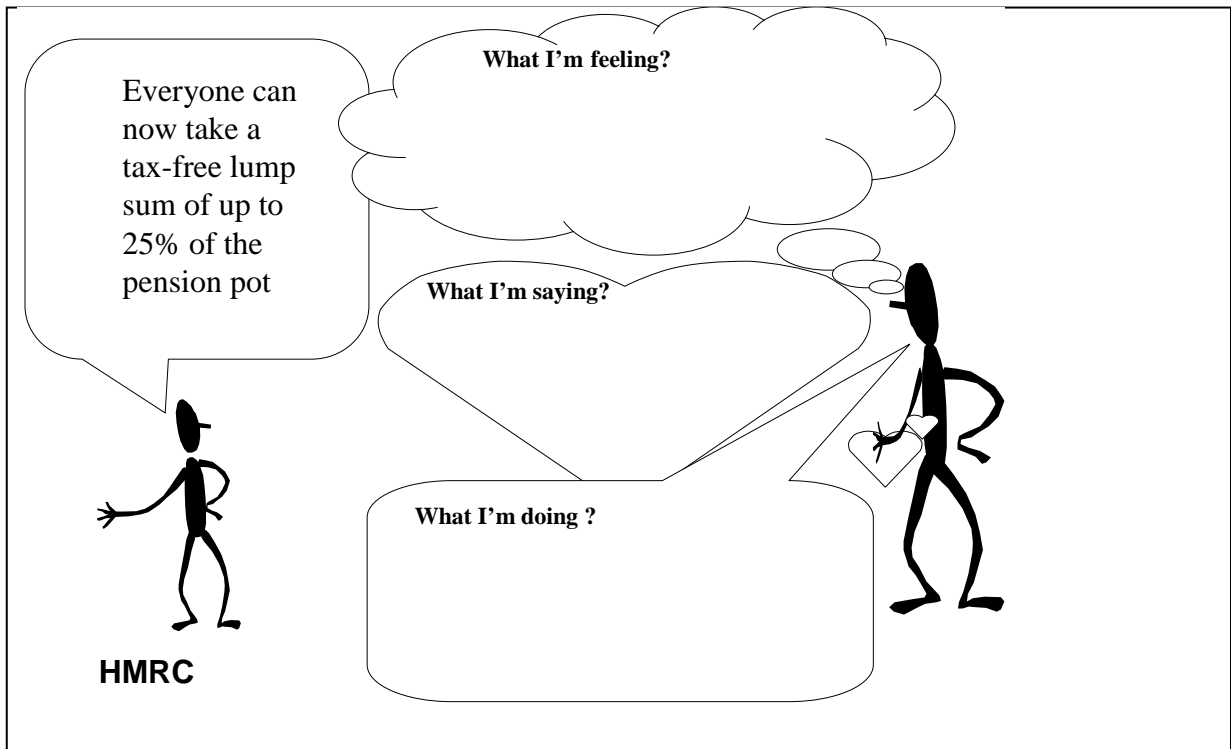 Everyone can
now take a
tax-free lump
sum of up to
25% of the
pension pot
HMRC
What I'm feeling?
What I'm saying?
What I'm doing ?